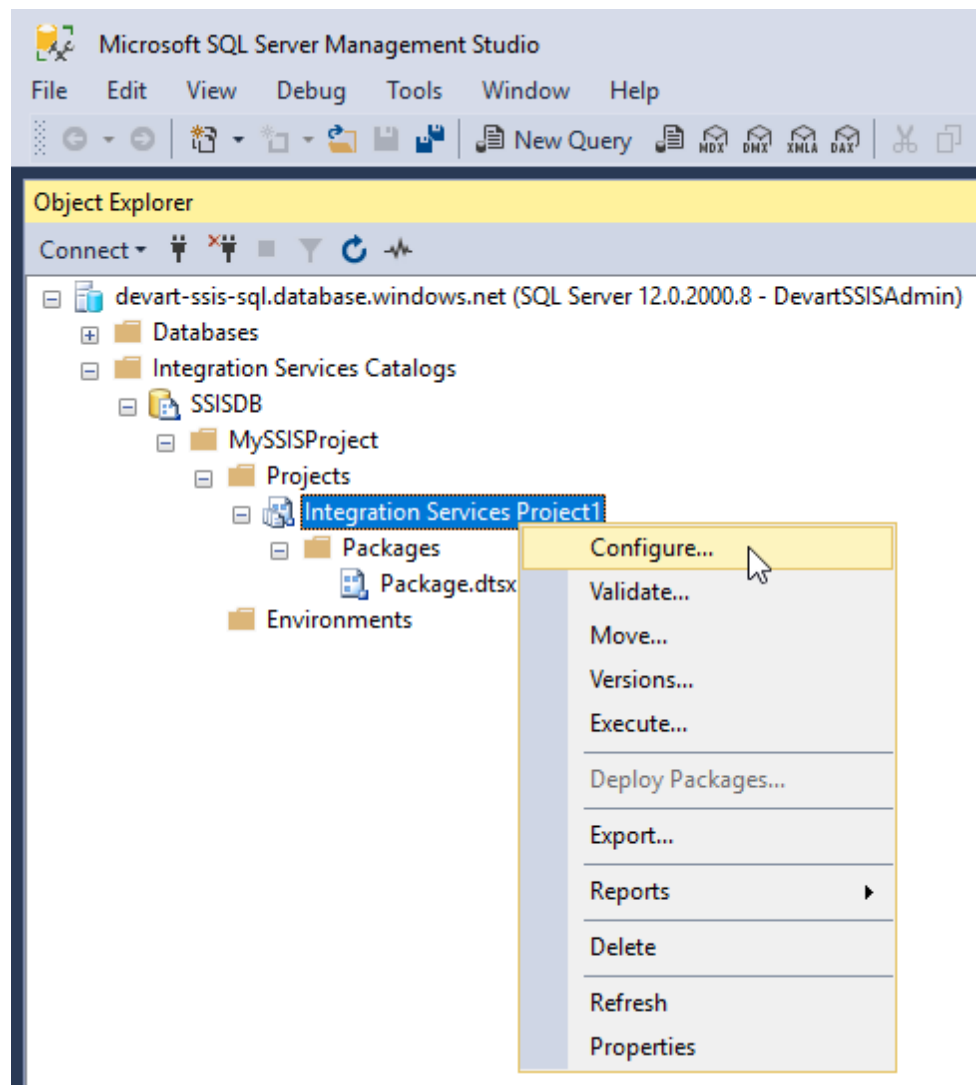 Microsoft SQL Server Management Studio
File Edit View Debug Tools Window Help
New Query MDX DMX XMLA DAX
Object Explorer
Connect
devart-ssis-sql.database.windows.net (SQL Server 12.0.2000.8 - DevartSSISAdmin)
Databases
Integration Services Catalogs
SSISDB
MySSISProject
Projects
Integration Services Project1
Packages
Package.dtsx
Environments
Configure...
Validate...
Move...
Versions...
Execute...
Deploy Packages...
Export...
Reports
Delete
Refresh
Properties